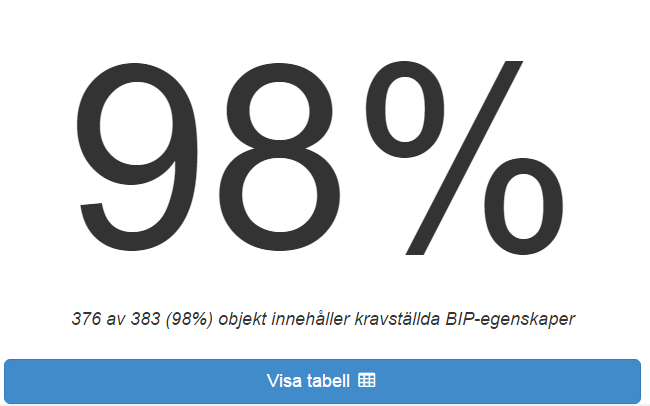 98%
376 av 383 (98%) objekt innehåller kravställda BIP-egenskaper
Visa tabell